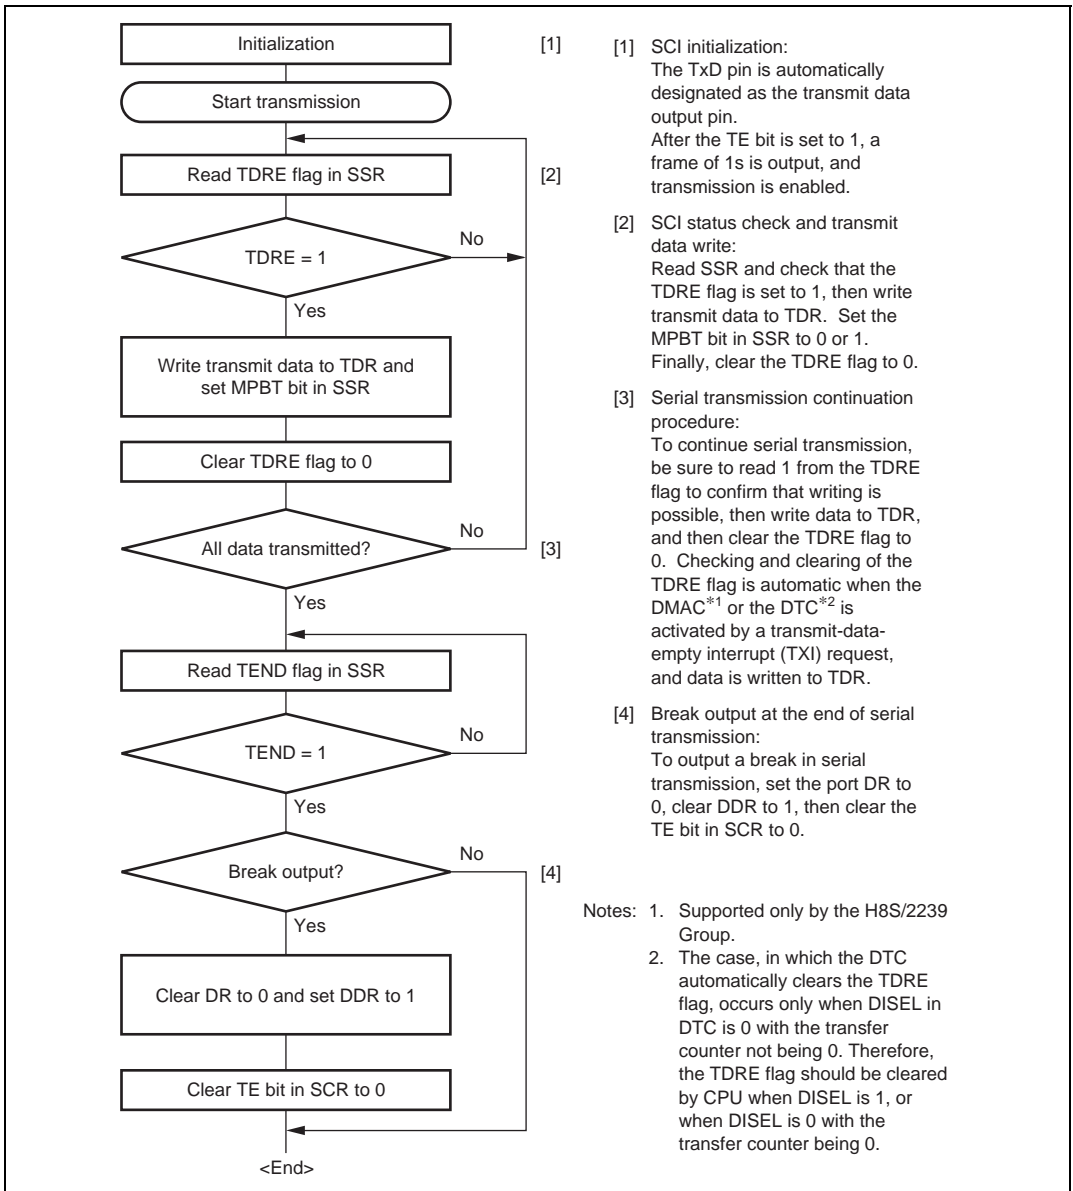 Initialization
[1]
Start transmission
Read TDRE flag in SSR
[2]
TDRE = 1
No
Yes
Write transmit data to TDR and
set MPBT bit in SSR
Clear TDRE flag to 0
All data transmitted?
No
[3]
Yes
Read TEND flag in SSR
TEND = 1
No
Yes
Break output?
No
[4]
Yes
Clear DR to 0 and set DDR to 1
Clear TE bit in SCR to 0
<End>
[1] SCI initialization:
The TxD pin is automatically
designated as the transmit data
output pin.
After the TE bit is set to 1, a
frame of 1s is output, and
transmission is enabled.
[2] SCI status check and transmit
data write:
Read SSR and check that the
TDRE flag is set to 1, then write
transmit data to TDR. Set the
MPBT bit in SSR to 0 or 1.
Finally, clear the TDRE flag to 0.
[3] Serial transmission continuation
procedure:
To continue serial transmission,
be sure to read 1 from the TDRE
flag to confirm that writing is
possible, then write data to TDR,
and then clear the TDRE flag to
0. Checking and clearing of the
TDRE flag is automatic when the
DMAC*1 or the DTC*2 is
activated by a transmit-data-
empty interrupt (TXI) request,
and data is written to TDR.
[4] Break output at the end of serial
transmission:
To output a break in serial
transmission, set the port DR to
0, clear DDR to 1, then clear the
TE bit in SCR to 0.
Notes: 1. Supported only by the H8S/2239
Group.
2. The case, in which the DTC
automatically clears the TDRE
flag, occurs only when DISEL in
DTC is 0 with the transfer
counter not being 0. Therefore,
the TDRE flag should be cleared
by CPU when DISEL is 1, or
when DISEL is 0 with the
transfer counter being 0.